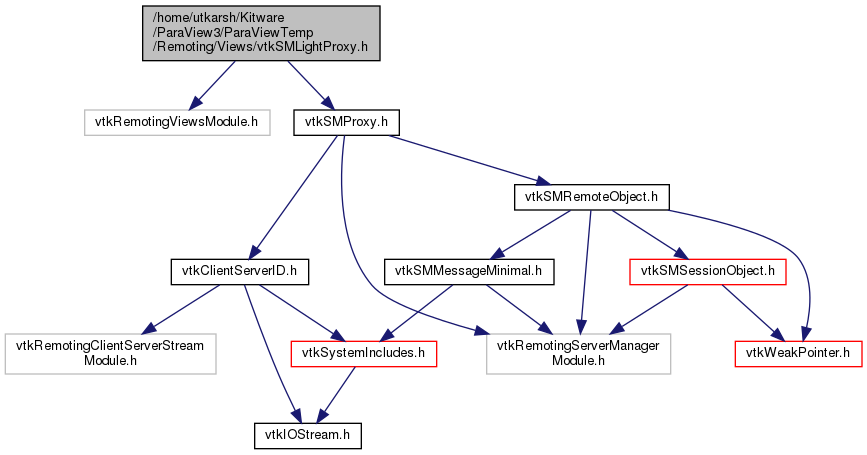 /home/utkarsh/Kitware
/ParaView3/ParaViewTemp
/Remoting/Views/vtkSMLightProxy.h
vtkRemotingViewsModule.h
vtkSMProxy.h
vtkSMRemoteObject.h
vtkClientServerID.h
vtkSMMessageMinimal.h
vtkSMSessionObject.h
vtkRemotingClientServerStream
Module.h
vtkSystemIncludes.h
vtkRemotingServerManager
Module.h
vtkWeakPointer.h
vtkIOStream.h